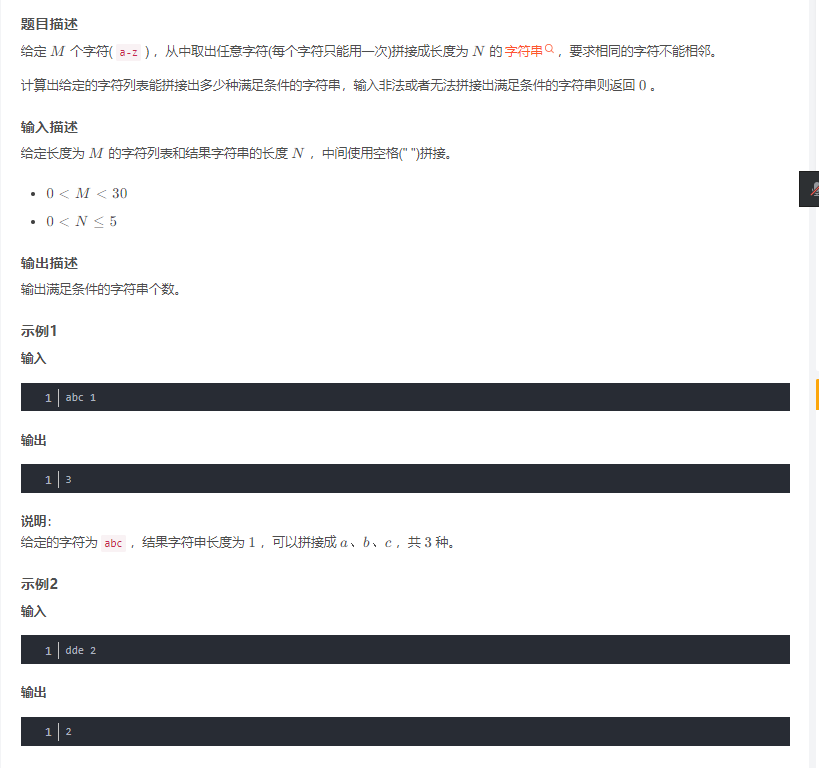 题目描述
给定 M 个字符( a-z )，从中取出任意字符(每个字符只能用一次)拼接成长度为 N 的 字符串，要求相同的字符不能相邻。
计算出给定的字符列表能拼接出多少种满足条件的字符串，输入非法或者无法拼接出满足条件的字符串则返回 0 。
输入描述
给定长度为 M 的字符列表和结果字符串的长度 N ，中间使用空格(" ")拼接。
• 0 < M < 30
• 0 < N ≤ 5
输出描述
输出满足条件的字符串个数。
示例1
输入
1 abc 1
输出
1 3
说明：
给定的字符为 abc ，结果字符串长度为 1 ，可以拼接成 a、b、c ，共 3 种。
示例2
输入
1 dde 2
输出
1 2